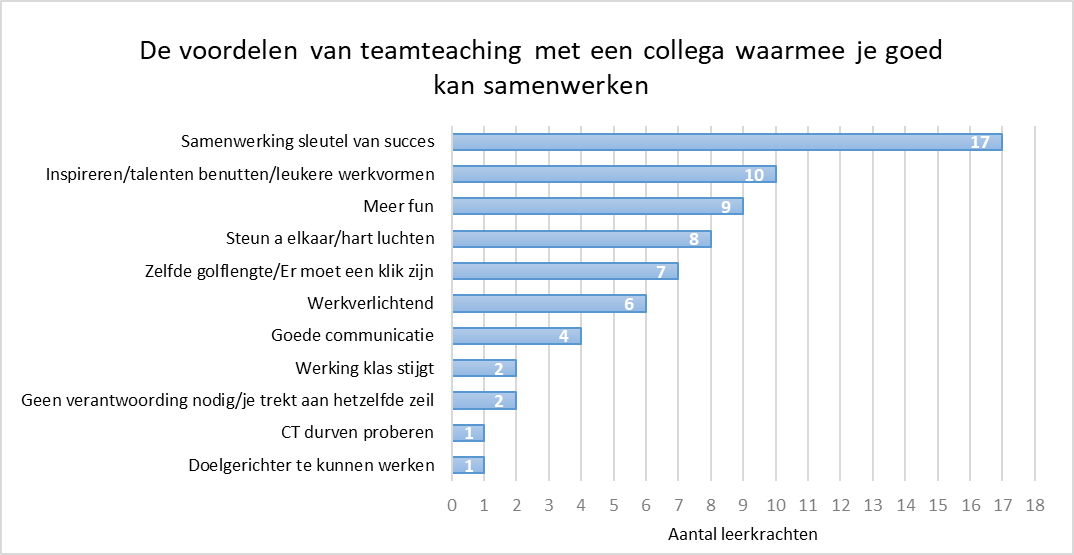 De voordelen van teamteaching met een collega waarmee je goed
kan samenwerken
Samenwerking sleutel van succes
17
Inspireren/talenten benutten/leukere werkvormen
10
Meer fun
9
Steun a elkaar/hart luchten
8
Zelfde golflengte/Er moet een klik zijn
7
Werkverlichtend
6
Goede communicatie
4
Werking klas stijgt
2
Geen verantwoording nodig/je trekt aan hetzelfde zeil
2
CT durven proberen
1
Doelgerichter te kunnen werken
1
0 1 2 3 4 5 6 7 8 9 10 11 12 13 14 15 16 17 18
Aantal leerkrachten